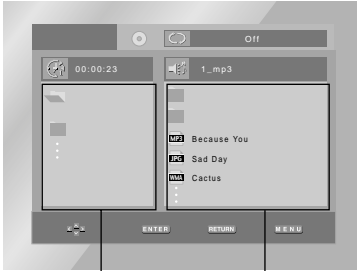 Off
00:00:23
1_mp3
MP3 Because You
JPG Sad Day
WMA Cactus
ENTER RETURN MENU